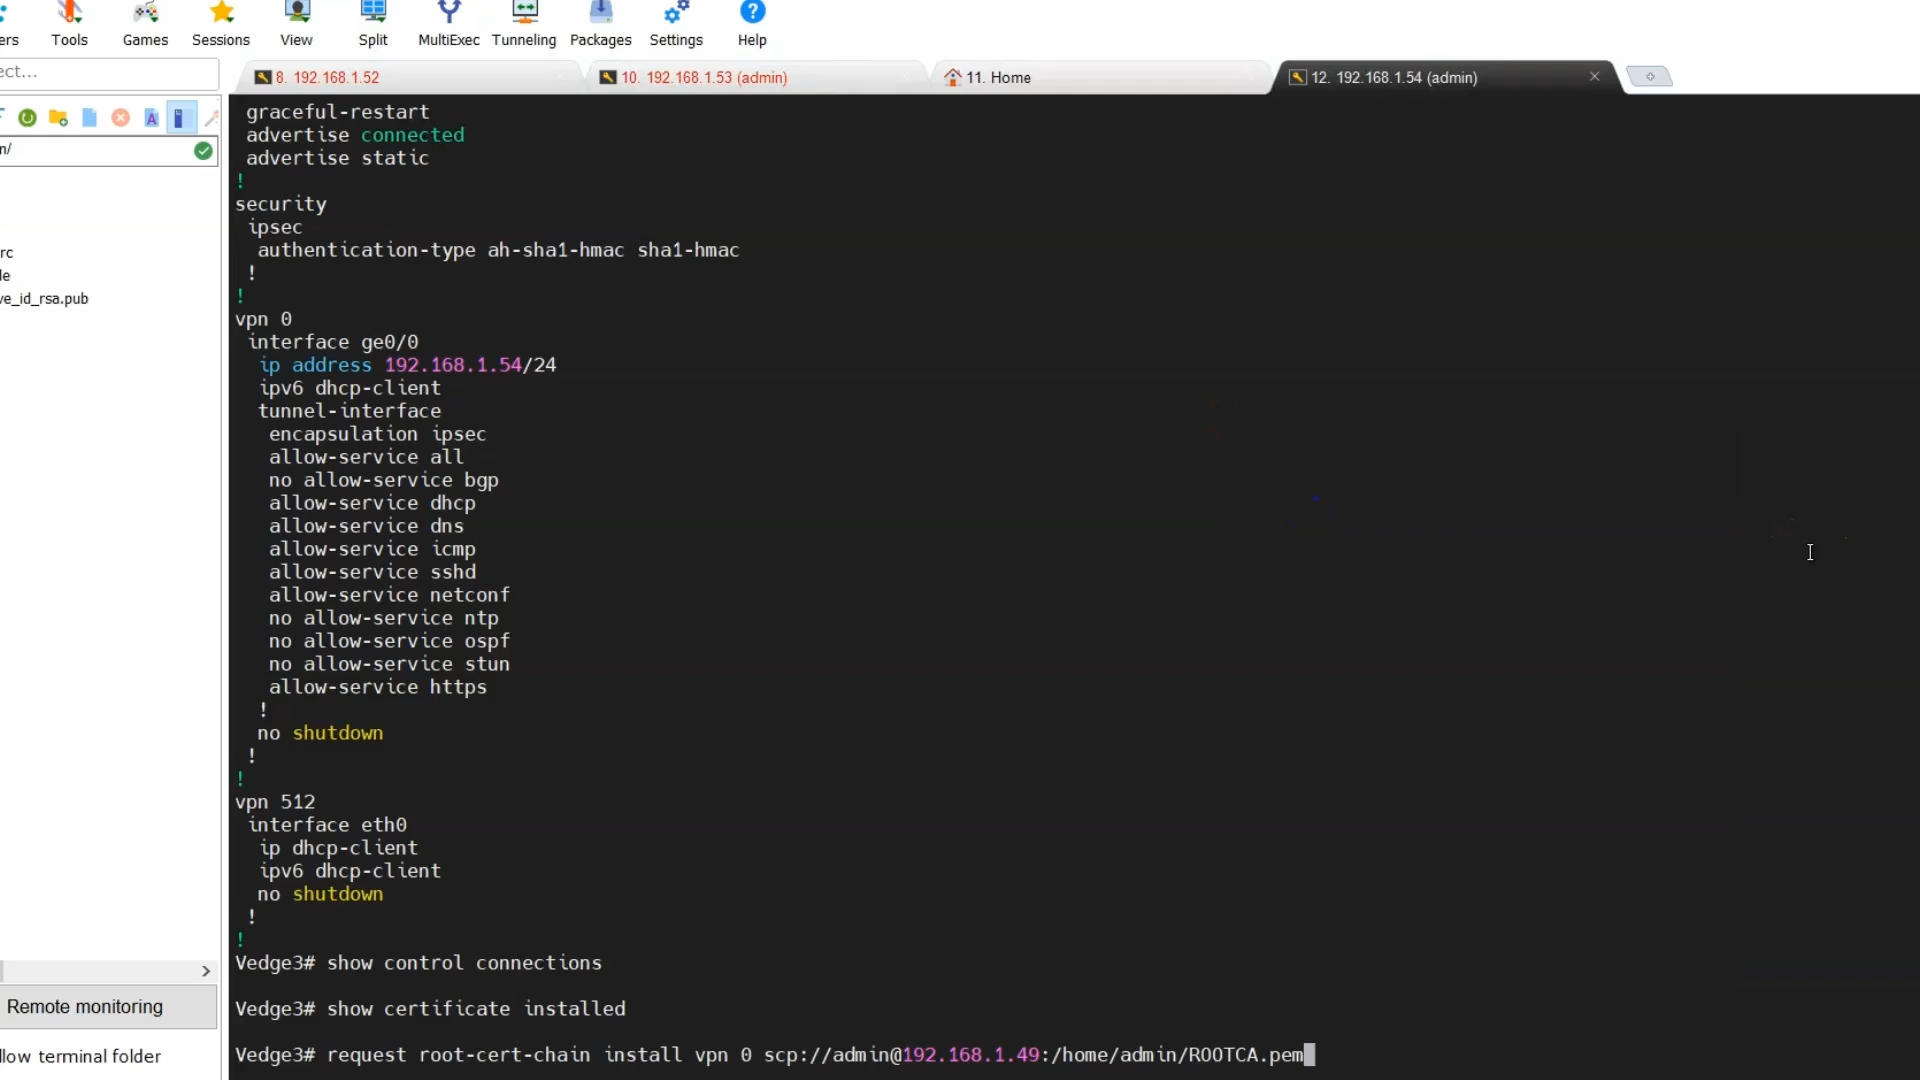 ers Tools Games Sessions View Split MultiExec Tunneling Packages Settings Help
ect...
8. 192.168.1.52
10. 192.168.1.53 (admin)
11. Home
12. 192.168.1.54 (admin)
n/
rc
le
ve_id_rsa.pub
Remote monitoring
llow terminal folder
graceful-restart
advertise connected
advertise static
!
security
ipsec
authentication-type ah-sha1-hmac sha1-hmac
!
!
vpn 0
interface ge0/0
ip address 192.168.1.54/24
ipv6 dhcp-client
tunnel-interface
encapsulation ipsec
allow-service all
no allow-service bgp
allow-service dhcp
allow-service dns
allow-service icmp
allow-service sshd
allow-service netconf
no allow-service ntp
no allow-service ospf
no allow-service stun
allow-service https
!
no shutdown
!
!
vpn 512
interface eth0
ip dhcp-client
ipv6 dhcp-client
no shutdown
!
!
Vedge3# show control connections
Vedge3# show certificate installed
Vedge3# request root-cert-chain install vpn 0 scp://admin@192.168.1.49:/home/admin/ROOTCA.pem